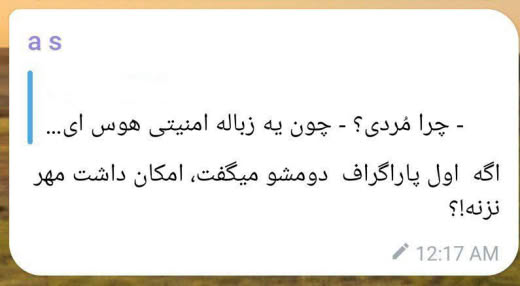 a s
- چرا مُردی؟ - چون یه زباله امنیتی هوس ای...
اگه اول پاراگراف دومشو میگفت، امکان داشت مهر
نزنه!؟
12:17 AM